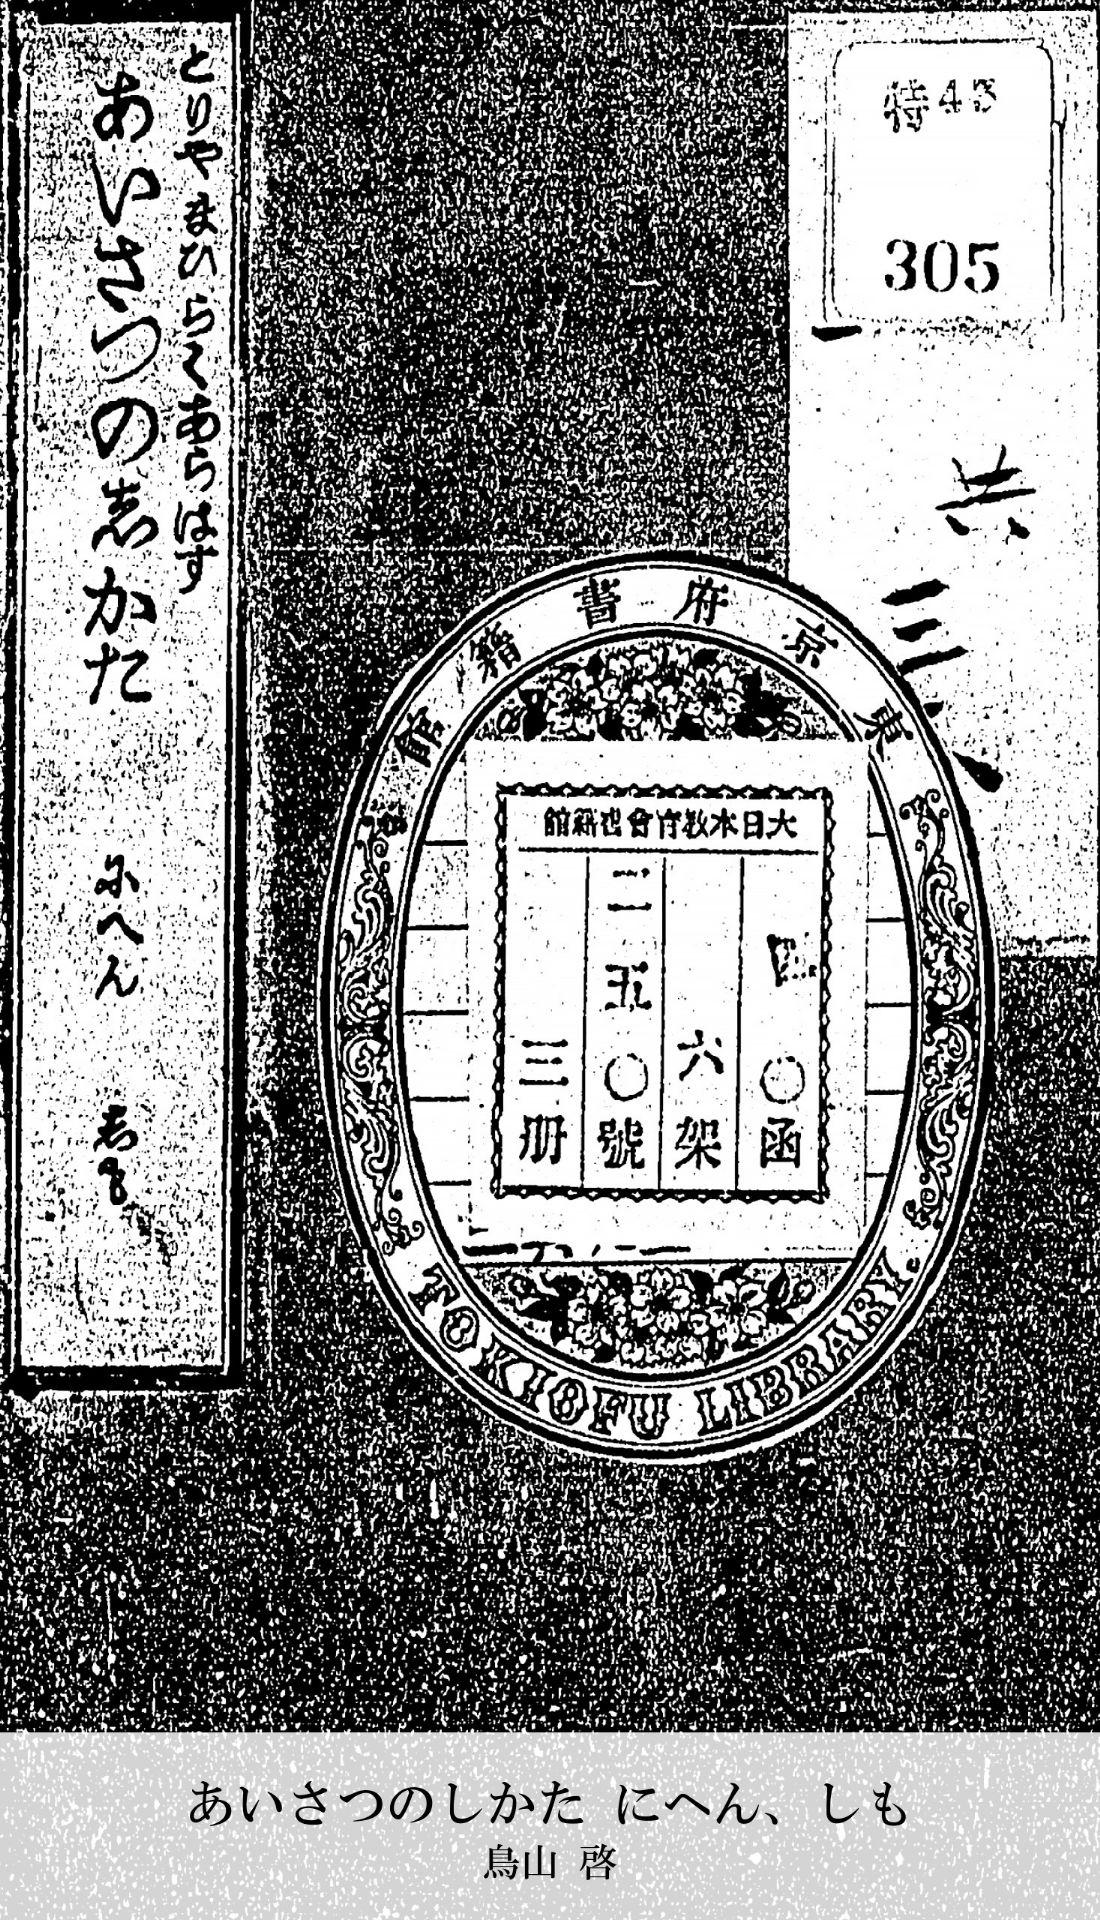 とりやまひらくあらはす
あいさつの志かた　にへん　志も
特43
305
共
三
東京府書籍館
大日本教育會書籍館
四〇函
六架
二一五〇號
三册
TOKIOFU LIBRARY.
あいさつのしかた にへん、しも
鳥山 啓